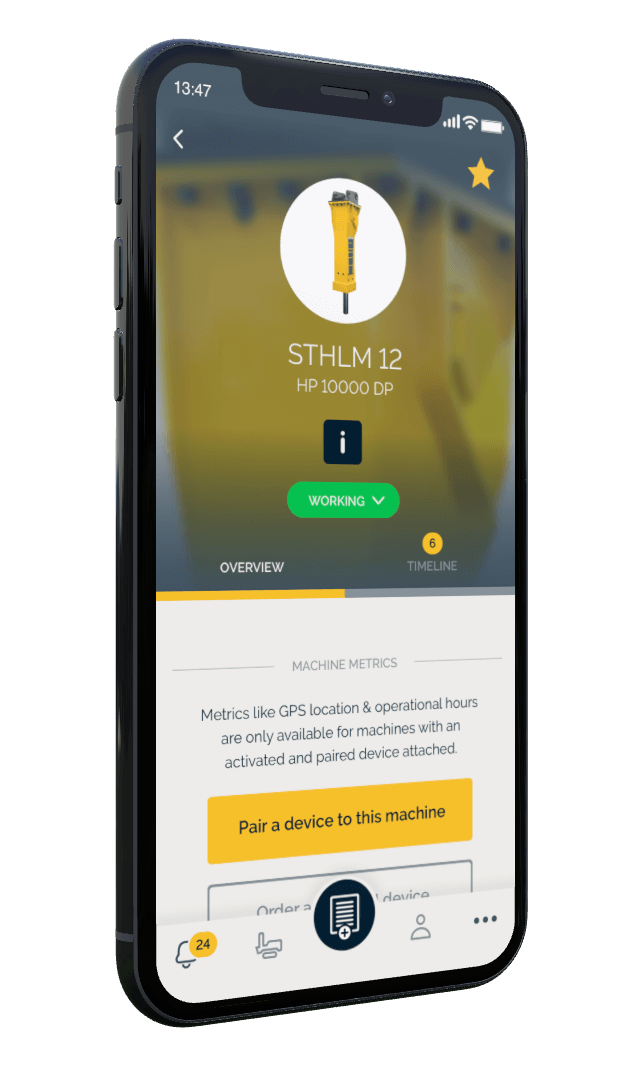 13:47
STHLM 12
HP 10000 DP
i
WORKING
6
OVERVIEW
TIMELINE
MACHINE METRICS
Metrics like GPS location & operational hours
are only available for machines with an
activated and paired device attached.
Pair a device to this machine
Order a device
24